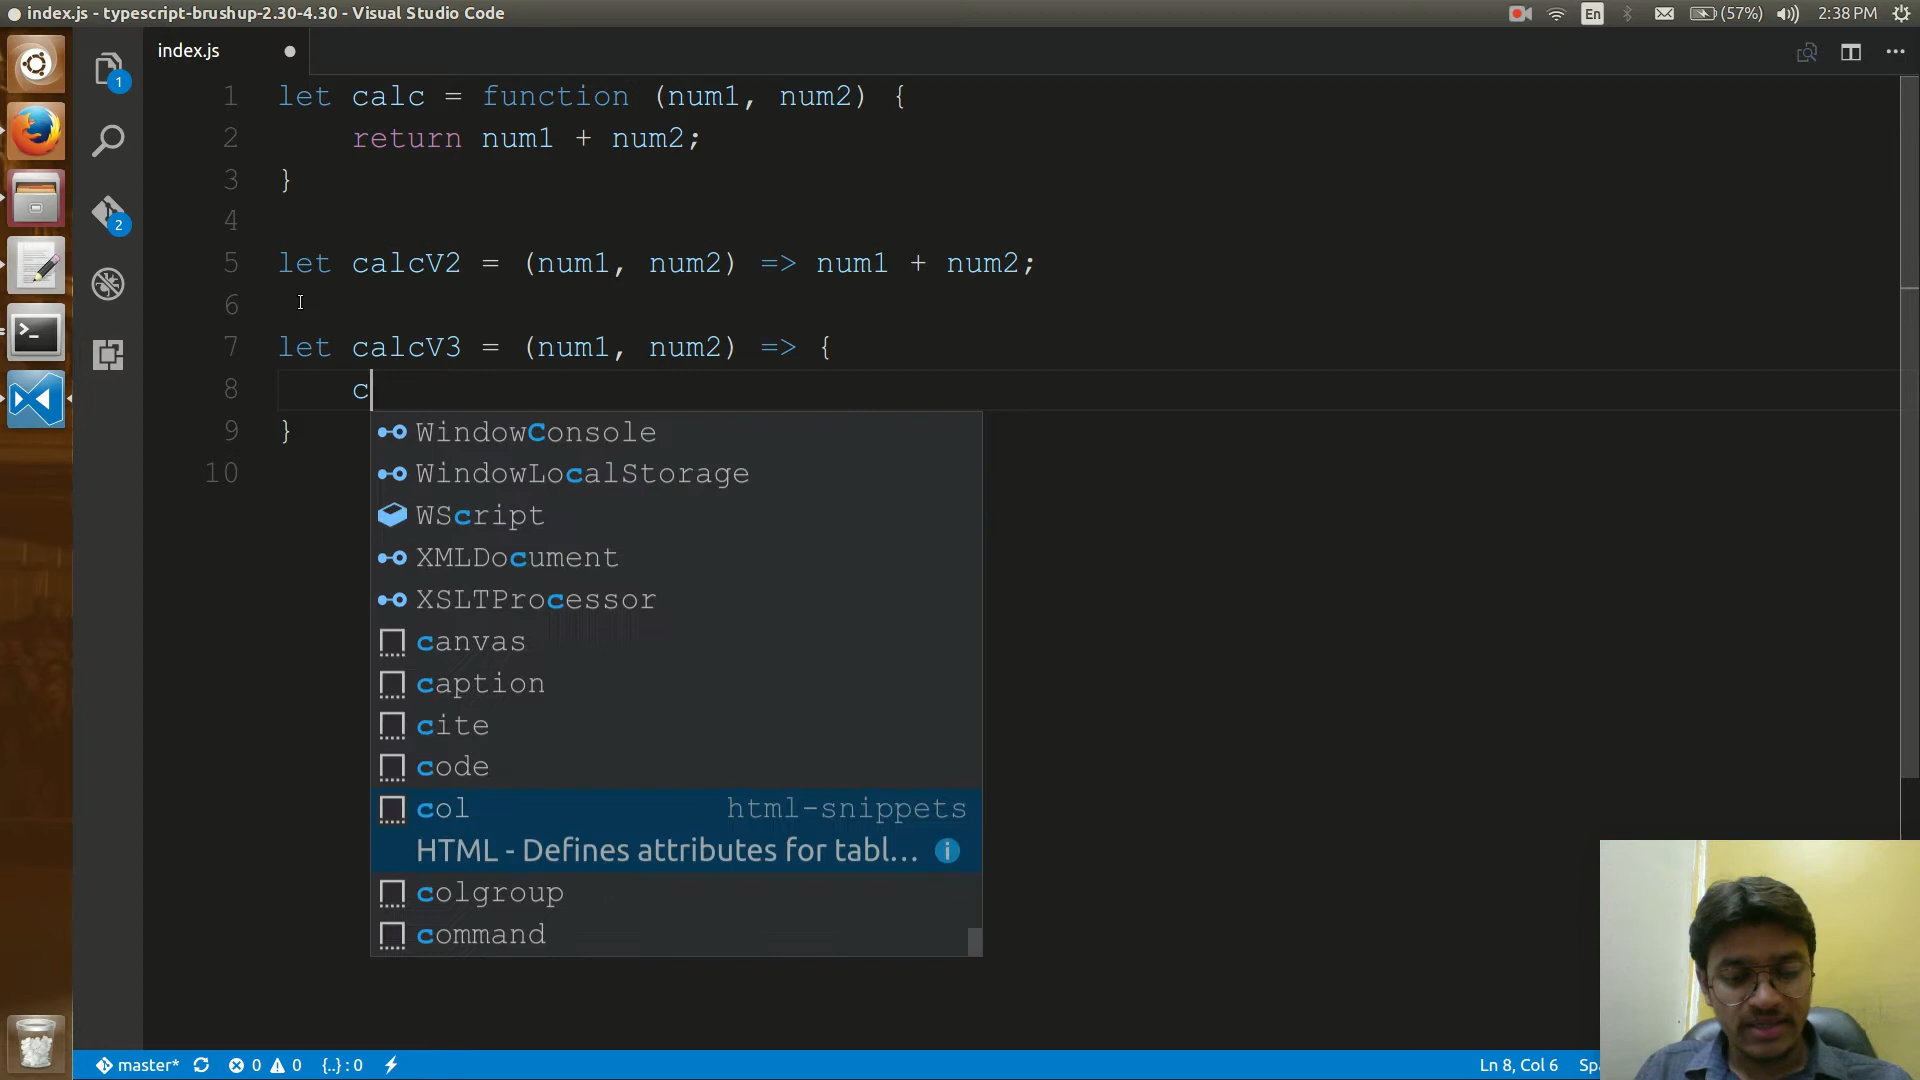 index.js - typescript-brushup-2.30-4.30 - Visual Studio Code
En
(57%)
2:38 PM
index.js
1
2
1 let calc = function (num1, num2) {
2 return num1 + num2;
3 }
4
5 let calcV2 = (num1, num2) => num1 + num2;
6
7 let calcV3 = (num1, num2) => {
8 c
9 }
10
WindowConsole
WindowLocalStorage
WScript
XMLDocument
XSLTProcessor
canvas
caption
cite
code
col html-snippets
HTML - Defines attributes for tabl...
colgroup
command
master* 0 0 {..} : 0
Ln 8, Col 6